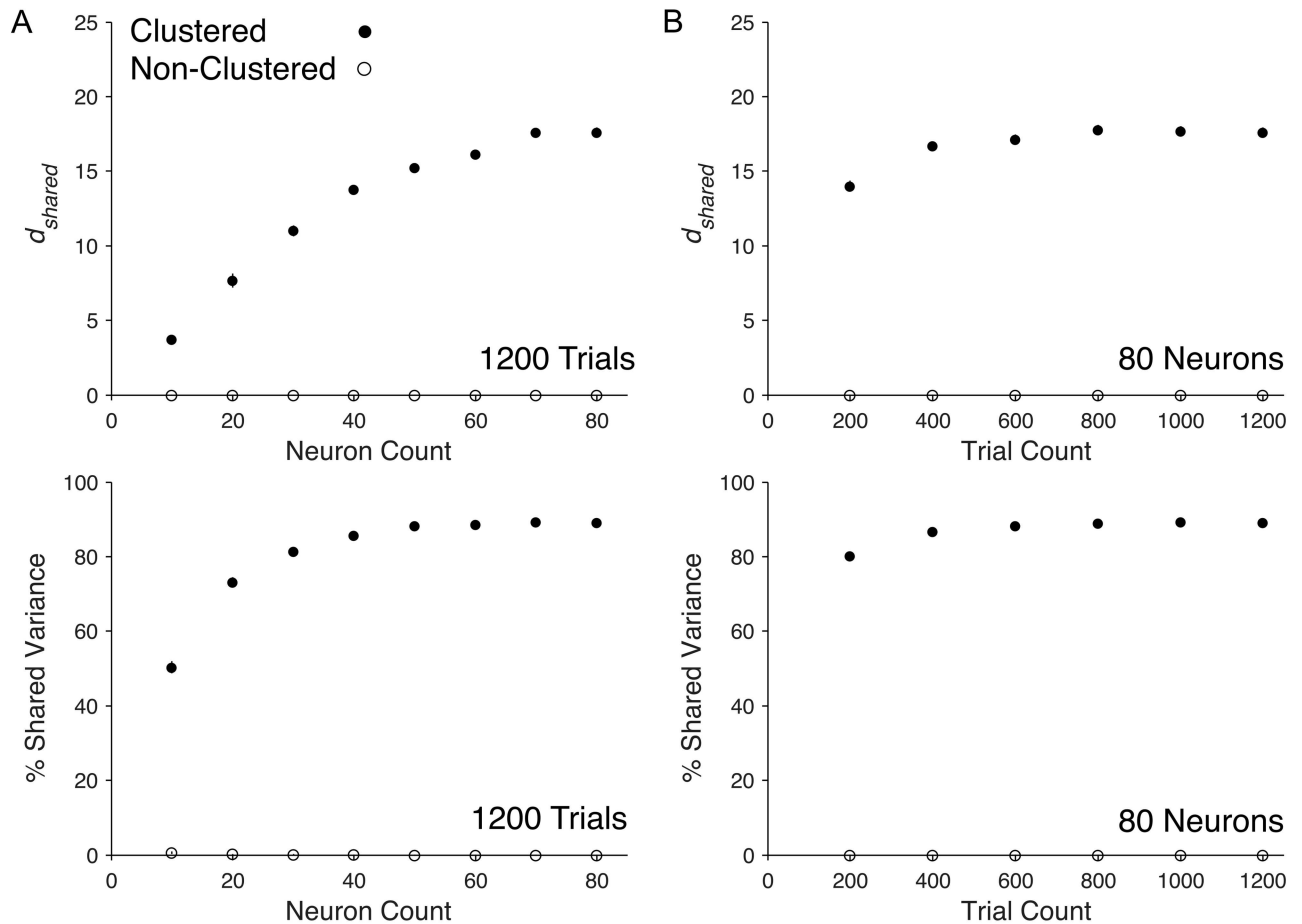 A
Clustered
Non-Clustered
d_shared
25
20
15
10
5
0
1200 Trials
0 20 40 60 80
Neuron Count
B
d_shared
25
20
15
10
5
0
80 Neurons
0 200 400 600 800 1000 1200
Trial Count
% Shared Variance
100
80
60
40
20
0
1200 Trials
0 20 40 60 80
Neuron Count
% Shared Variance
100
80
60
40
20
0
80 Neurons
0 200 400 600 800 1000 1200
Trial Count